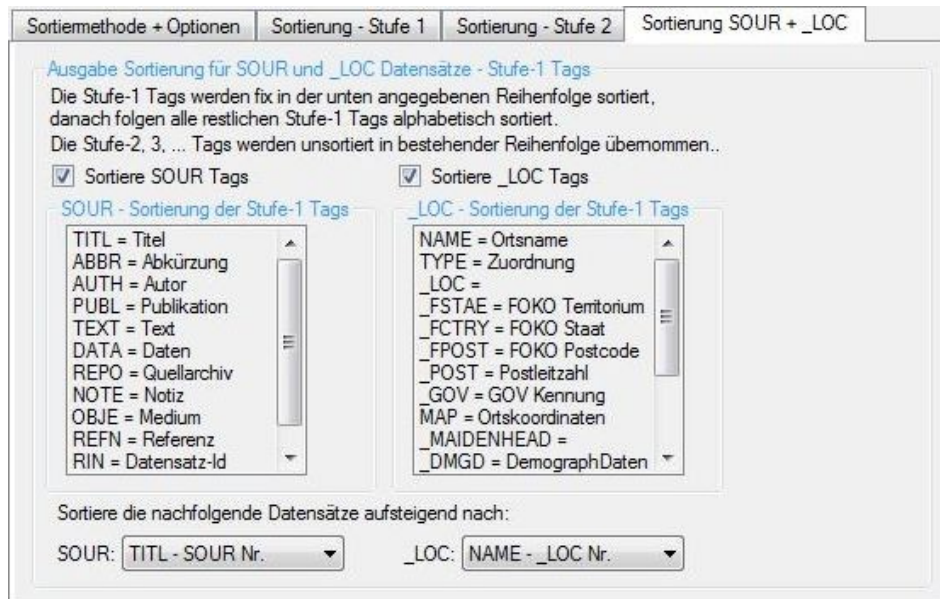 Sortiermethode + Optionen
Sortierung - Stufe 1
Sortierung - Stufe 2
Sortierung SOUR + _LOC
Ausgabe Sortierung für SOUR und _LOC Datensätze - Stufe-1 Tags
Die Stufe-1 Tags werden fix in der unten angegebenen Reihenfolge sortiert,
danach folgen alle restlichen Stufe-1 Tags alphabetisch sortiert.
Die Stufe-2, 3, ... Tags werden unsortiert in bestehender Reihenfolge übernommen..
Sortiere SOUR Tags
Sortiere _LOC Tags
SOUR - Sortierung der Stufe-1 Tags
TITL = Titel
ABBR = Abkürzung
AUTH = Autor
PUBL = Publikation
TEXT = Text
DATA = Daten
REPO = Quellarchiv
NOTE = Notiz
OBJE = Medium
REFN = Referenz
RIN = Datensatz-Id
_LOC - Sortierung der Stufe-1 Tags
NAME = Ortsname
TYPE = Zuordnung
_LOC =
_FSTAE = FOKO Territorium
_FCTRY = FOKO Staat
_FPOST = FOKO Postcode
_POST = Postleitzahl
_GOV = GOV Kennung
MAP = Ortskoordinaten
_MAIDENHEAD =
_DMGD = DemographDaten
Sortiere die nachfolgende Datensätze aufsteigend nach:
SOUR: TITL - SOUR Nr.
_LOC: NAME - _LOC Nr.